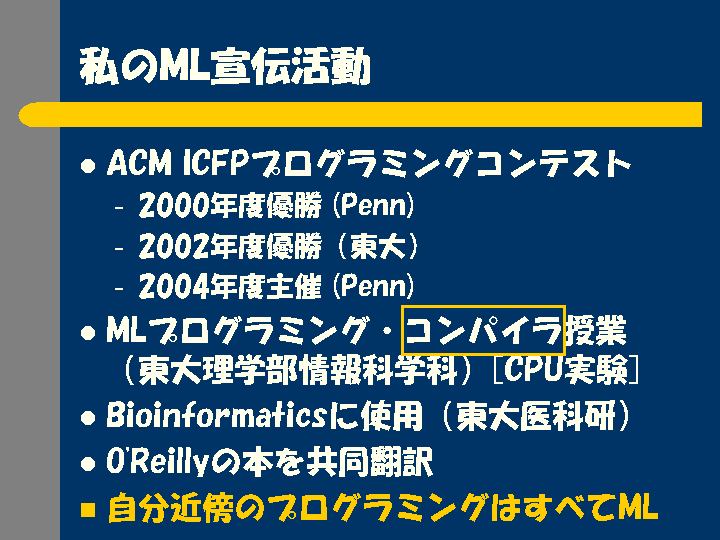 私のML宣伝活動
● ACM ICFPプログラミングコンテスト
- 2000年度優勝 (Penn)
- 2002年度優勝（東大）
- 2004年度主催 (Penn)
● MLプログラミング・コンパイラ授業
（東大理学部情報科学科）[CPU実験]
● Bioinformaticsに使用（東大医科研）
● O'Reillyの本を共同翻訳
■ 自分近傍のプログラミングはすべてML